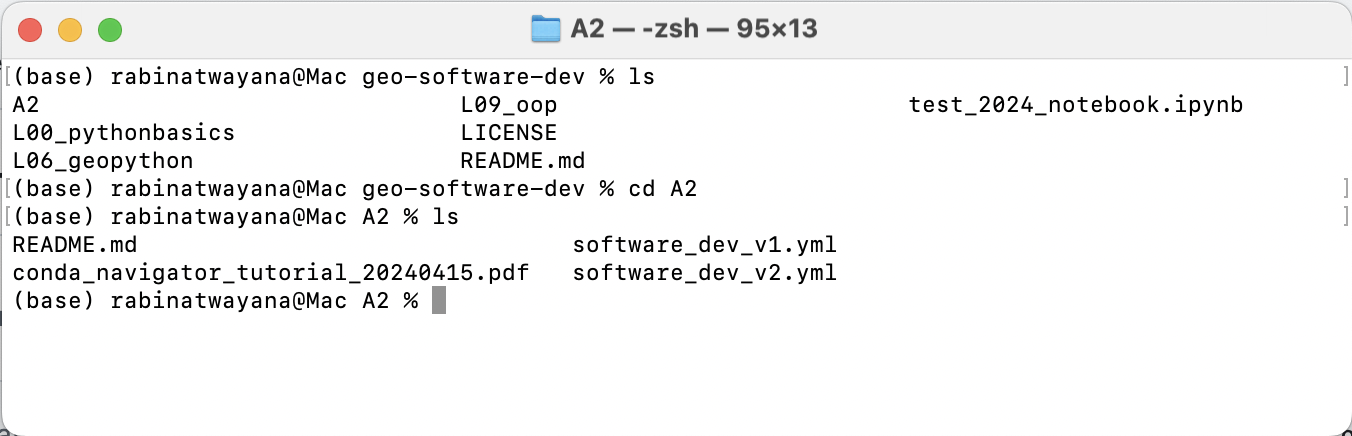 A2 — -zsh — 95×13
[(base) rabinatwayana@Mac geo-software-dev % ls ]
A2 L09_oop test_2024_notebook.ipynb
L00_pythonbasics LICENSE
L06_geopython README.md
[(base) rabinatwayana@Mac geo-software-dev % cd A2 ]
[(base) rabinatwayana@Mac A2 % ls ]
README.md software_dev_v1.yml
conda_navigator_tutorial_20240415.pdf software_dev_v2.yml
(base) rabinatwayana@Mac A2 %